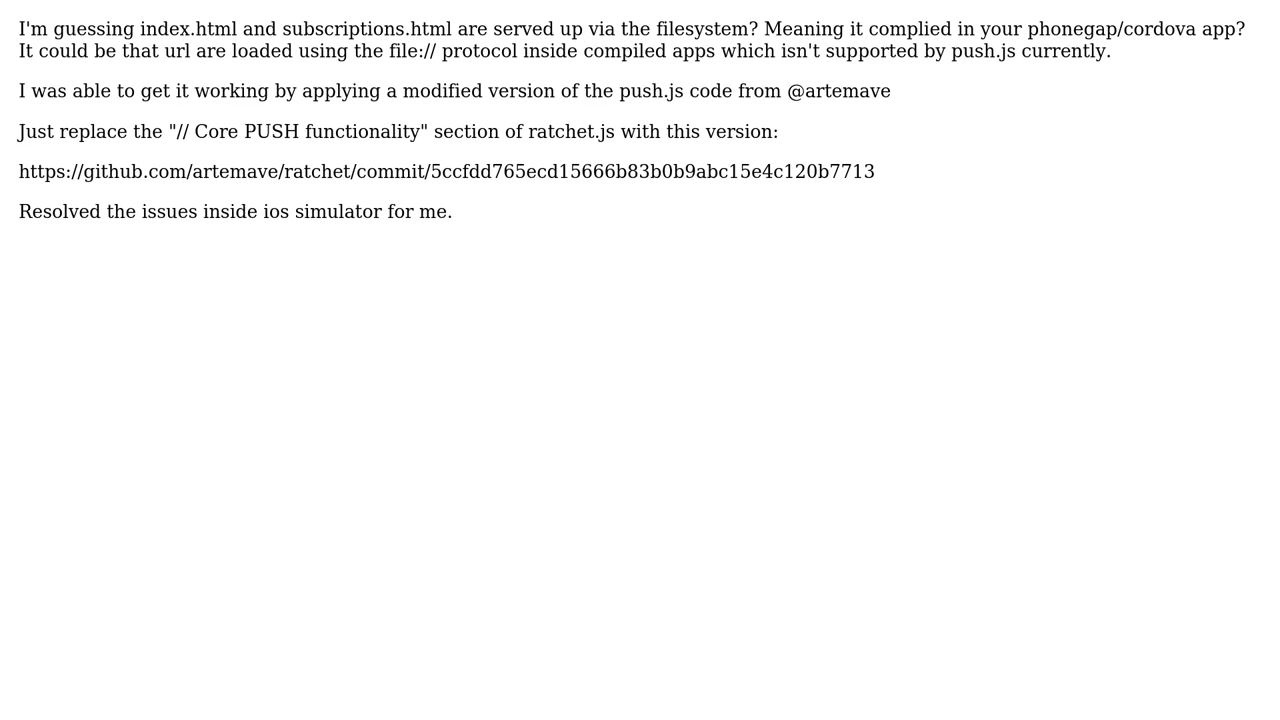 I'm guessing index.html and subscriptions.html are served up via the filesystem? Meaning it complied in your phonegap/cordova app?
It could be that url are loaded using the file:// protocol inside compiled apps which isn't supported by push.js currently.
I was able to get it working by applying a modified version of the push.js code from @artemave
Just replace the "// Core PUSH functionality" section of ratchet.js with this version:
https://github.com/artemave/ratchet/commit/5ccfdd765ecd15666b83b0b9abc15e4c120b7713
Resolved the issues inside ios simulator for me.